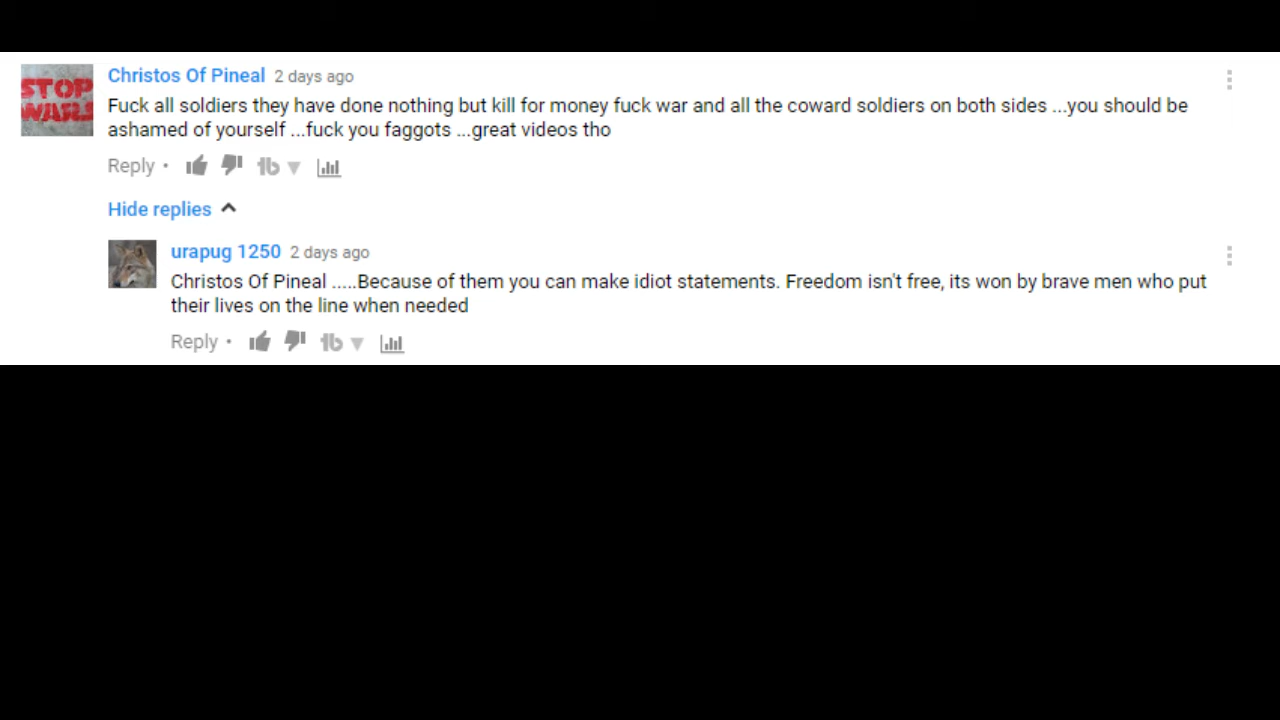 STOP
WARS
Christos Of Pineal 2 days ago
Fuck all soldiers they have done nothing but kill for money fuck war and all the coward soldiers on both sides ...you should be
ashamed of yourself ...fuck you faggots ...great videos tho
Reply •
Hide replies
urapug 1250 2 days ago
Christos Of Pineal .....Because of them you can make idiot statements. Freedom isn't free, its won by brave men who put
their lives on the line when needed
Reply •